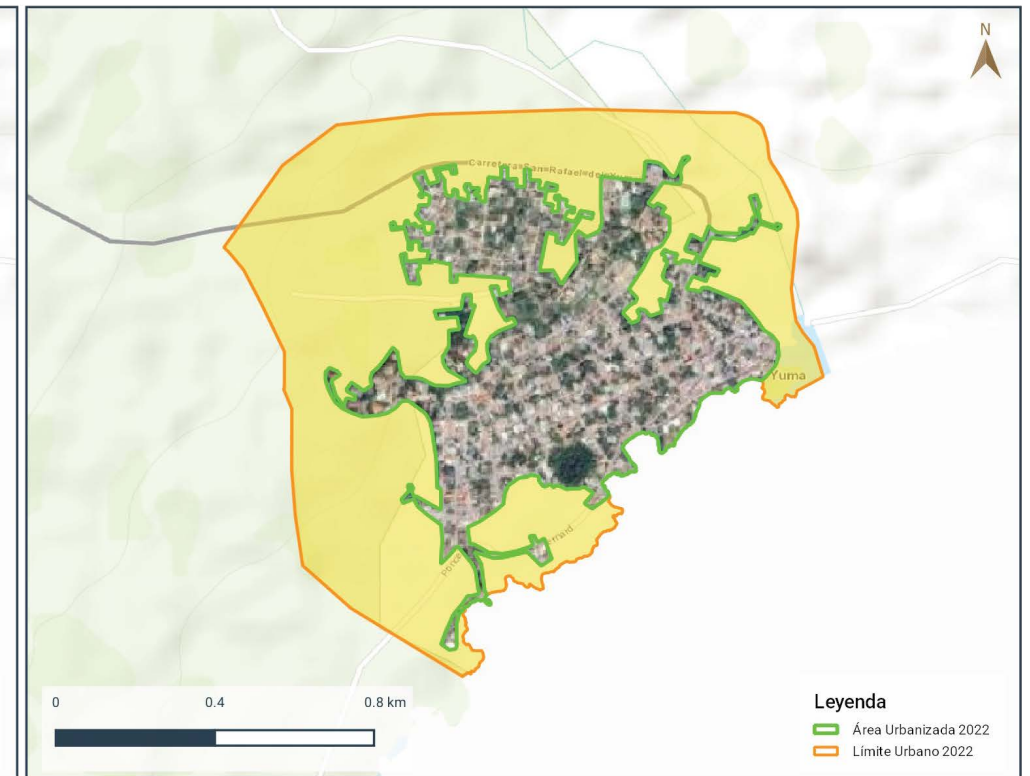 N
Carretera San Rafael del Yuma
Yuma
Ponce
0 0.4 0.8 km
Leyenda
Área Urbanizada 2022
Límite Urbano 2022